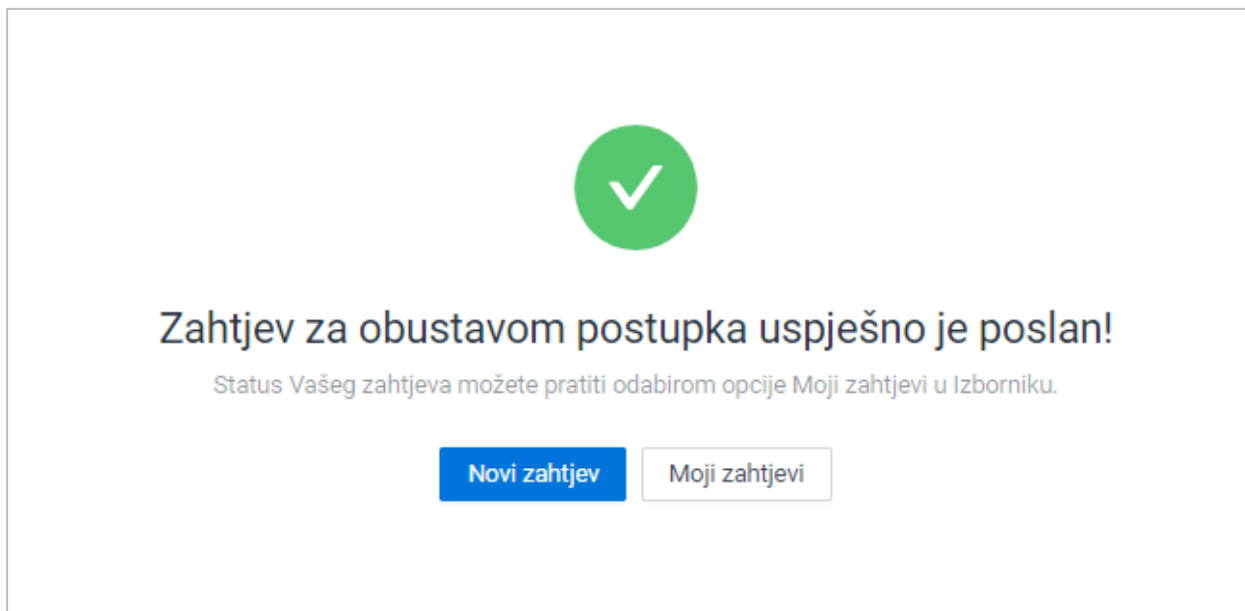 Zahtjev za obustavom postupka uspješno je poslan!
Status Vašeg zahtjeva možete pratiti odabirom opcije Moji zahtjevi u Izborniku.
Novi zahtjev
Moji zahtjevi